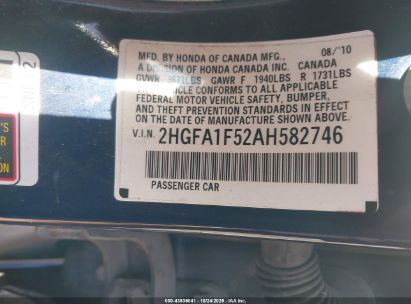 MFD. BY HONDA OF CANADA MFG., CANADA 08/'10
A DIVISION OF HONDA CANADA INC.
GVWR 3671LBS GAWR F 1940LBS R 1731LBS
VEHICLE CONFORMS TO ALL APPLICABLE
FEDERAL MOTOR VEHICLE SAFETY, BUMPER,
AND THEFT PREVENTION STANDARDS IN EFFECT
ON THE DATE OF MANUFACTURE SHOWN ABOVE.
V.I.N. 2HGFA1F52AH582746
PASSENGER CAR